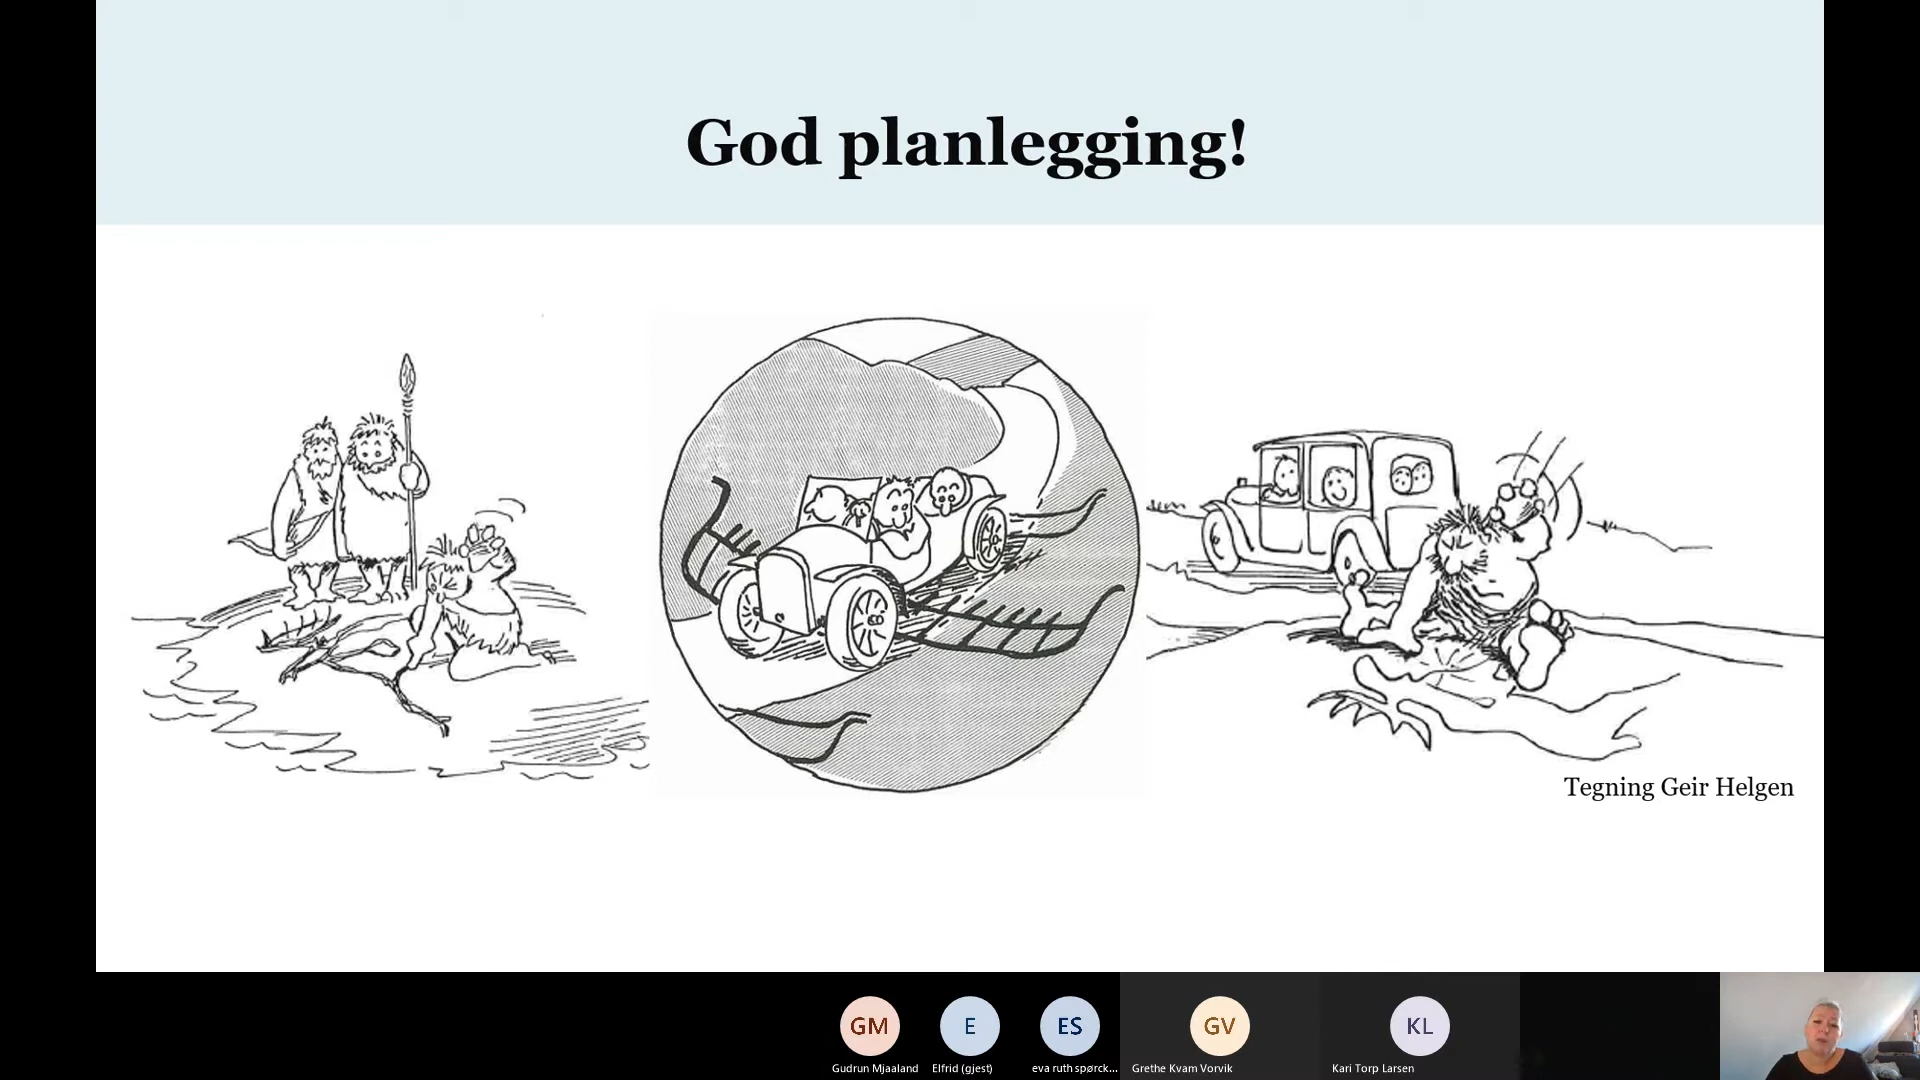 God planlegging!
Tegning Geir Helgen
GM
E
ES
GV
KL
Gudrun Mjaaland
Elfrid (gjest)
eva ruth spørck...
Grethe Kvam Vorvik
Kari Torp Larsen